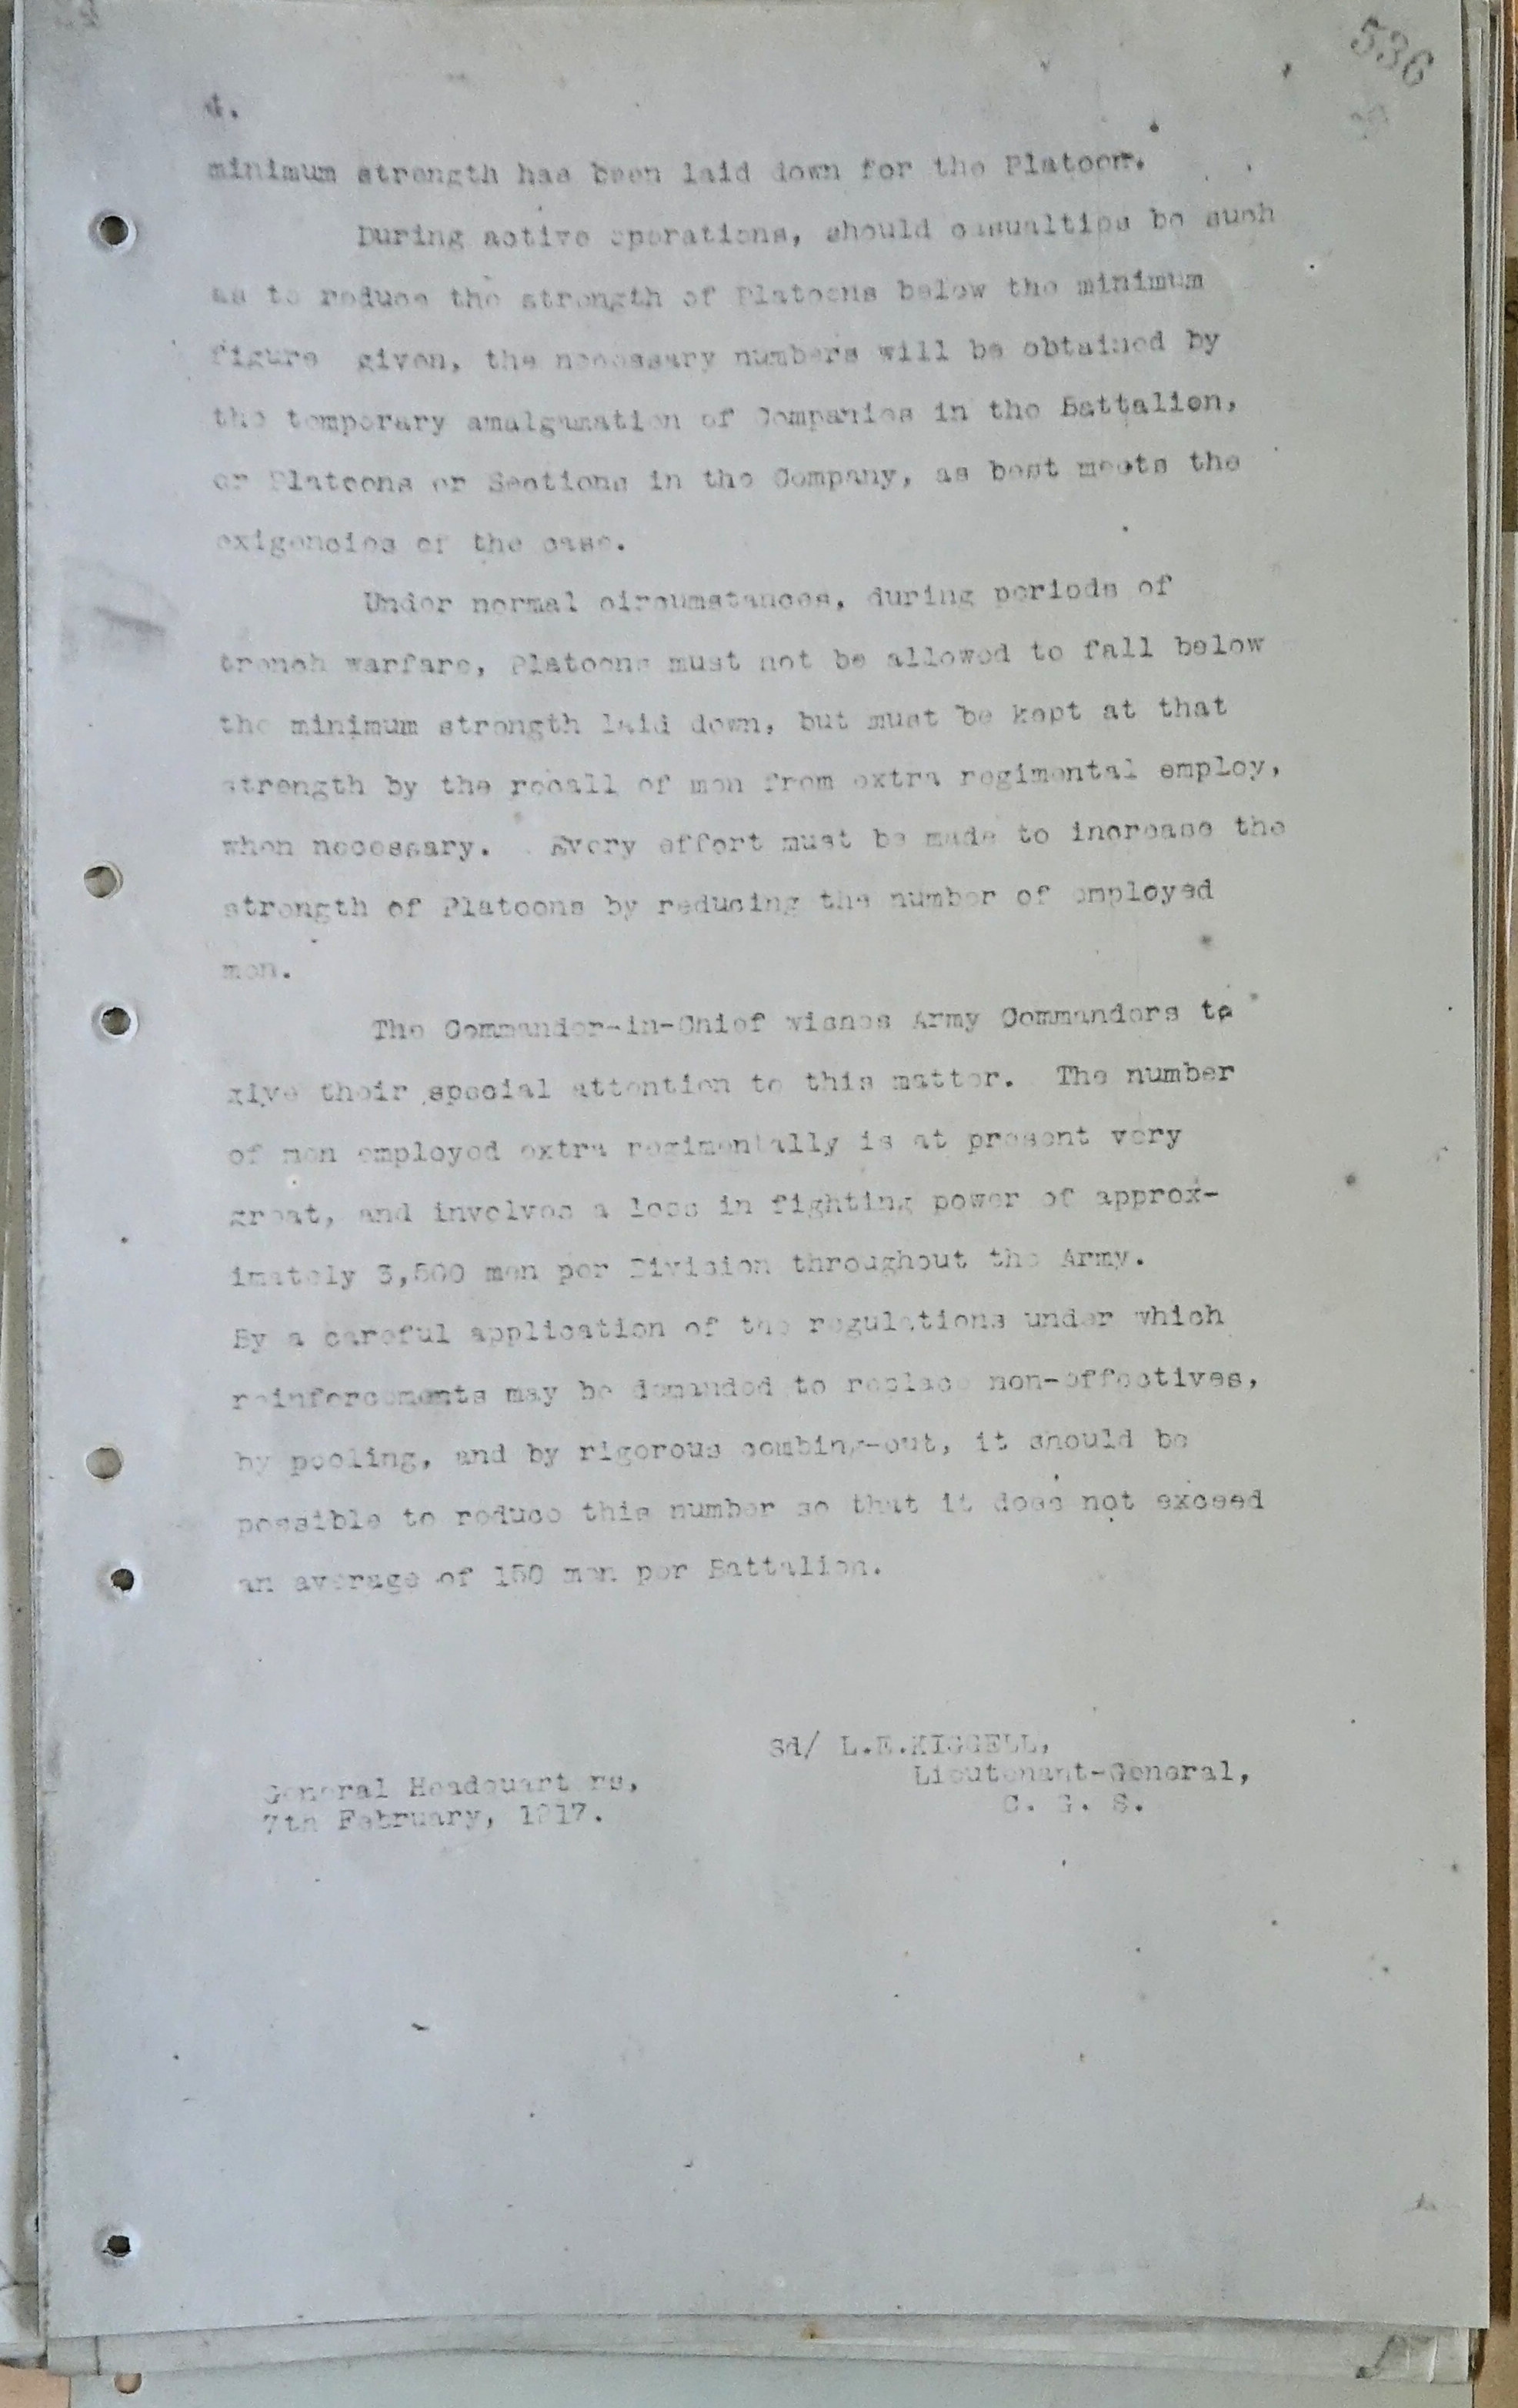 536
4.
minimum strength has been laid down for the Platoon.
During active operations, should casualties be such
as to reduce the strength of Platoons below the minimum
figure given, the necessary numbers will be obtained by
the temporary amalgamation of Companies in the Battalion,
or Platoons or Sections in the Company, as best meets the
exigencies of the case.
Under normal circumstances, during periods of
trench warfare, Platoons must not be allowed to fall below
the minimum strength laid down, but must be kept at that
strength by the recall of men from extra regimental employ,
when necessary. Every effort must be made to increase the
strength of Platoons by reducing the number of employed
men.
The Commander-in-Chief wishes Army Commanders to
give their special attention to this matter. The number
of men employed extra regimentally is at present very
great, and involves a loss in fighting power of approx-
imately 3,500 men per Division throughout the Army.
By a careful application of the regulations under which
reinforcements may be demanded to replace non-effectives,
by pooling, and by rigorous combing-out, it should be
possible to reduce this number so that it does not exceed
an average of 150 men per Battalion.
Sd/ L.E.KIGGELL,
Lieutenant-General,
C. G. S.
General Headquarters,
7th February, 1917.